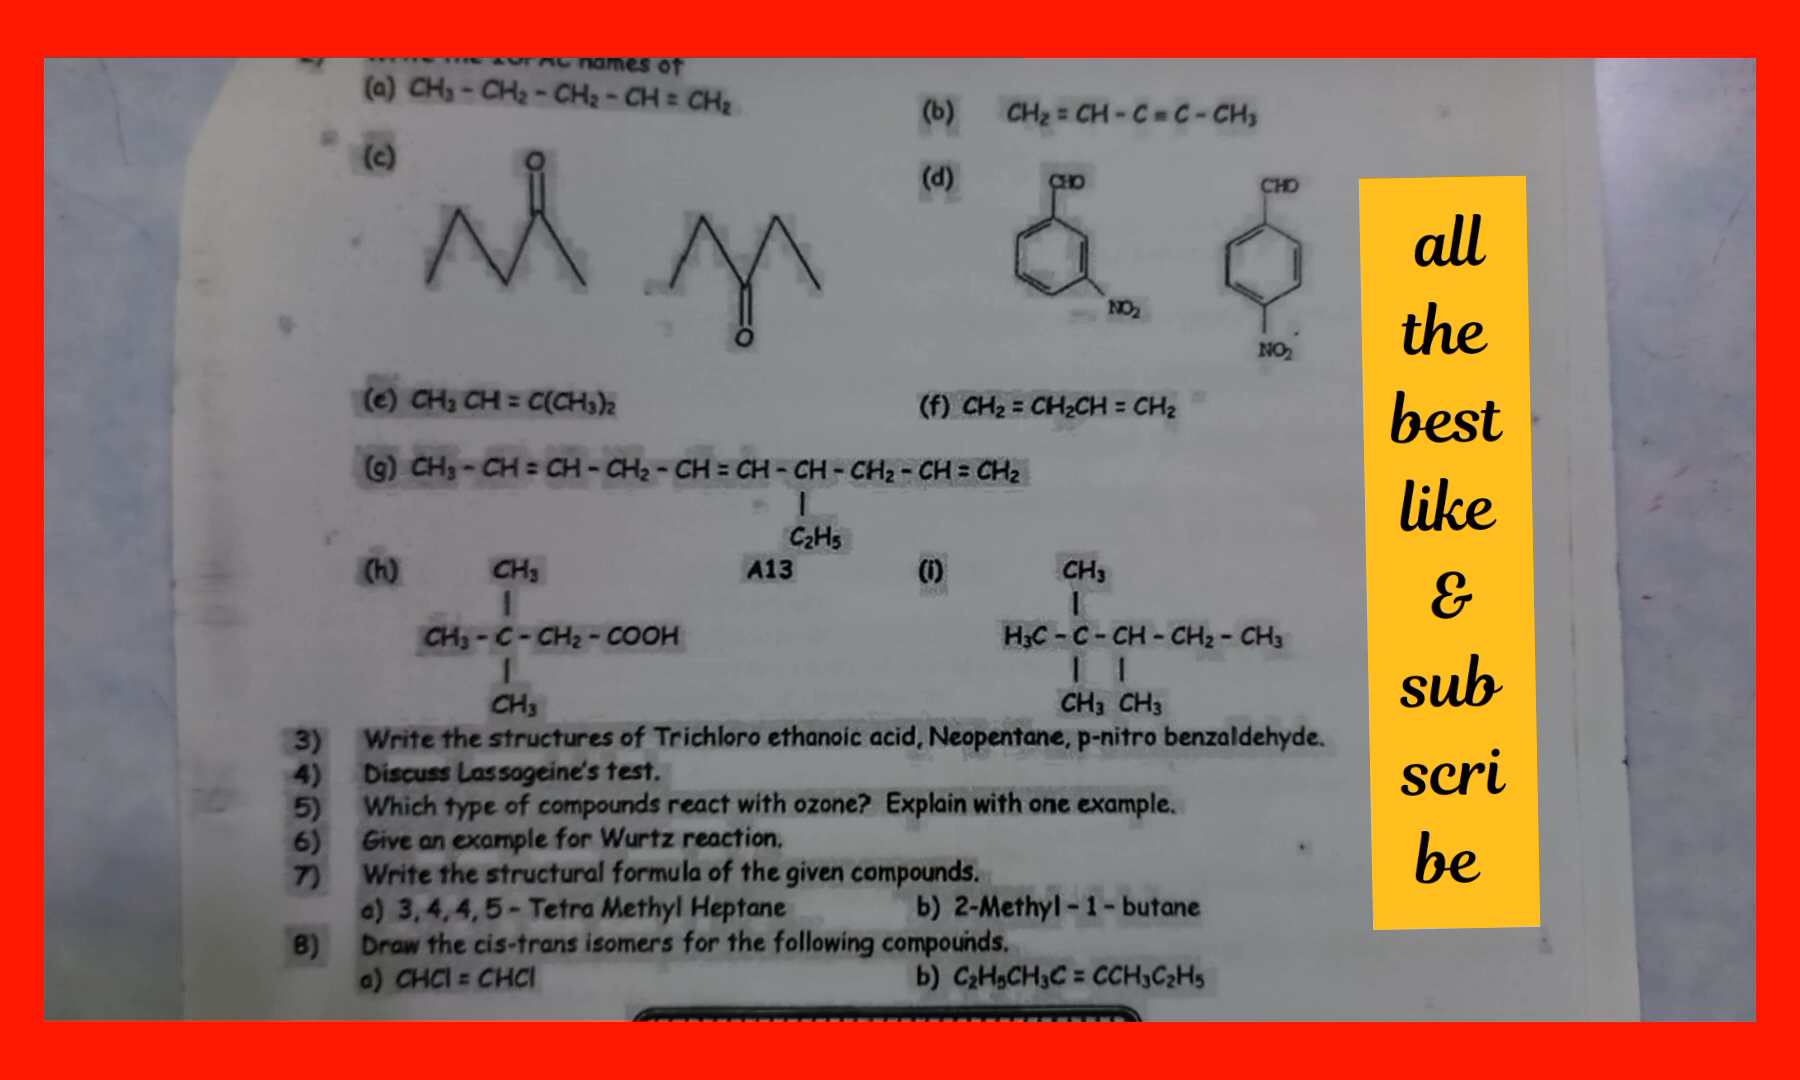 2) Write the IUPAC names of
(a) CH₃ - CH₂ - CH₂ - CH = CH₂
(b) CH₂ = CH - C ≡ C - CH₃
(c)
O
O
(d)
CHO
NO₂
CHO
NO₂
(e) CH₃ CH = C(CH₃)₂
(f) CH₂ = CH₂CH = CH₂
(g) CH₃ - CH = CH - CH₂ - CH = CH - CH - CH₂ - CH = CH₂
|
C₂H₅
(h)
CH₃
|
CH₃ - C - CH₂ - COOH
|
CH₃
A13
(i)
CH₃
|
H₃C - C - CH - CH₂ - CH₃
| |
CH₃ CH₃
3) Write the structures of Trichloro ethanoic acid, Neopentane, p-nitro benzaldehyde.
4) Discuss Lassageine's test.
5) Which type of compounds react with ozone? Explain with one example.
6) Give an example for Wurtz reaction.
7) Write the structural formula of the given compounds.
a) 3, 4, 4, 5 - Tetra Methyl Heptane
b) 2-Methyl - 1 - butane
8) Draw the cis-trans isomers for the following compounds.
a) CHCl = CHCl
b) C₂H₅CH₃C = CCH₃C₂H₅
all
the
best
like
&
sub
scri
be